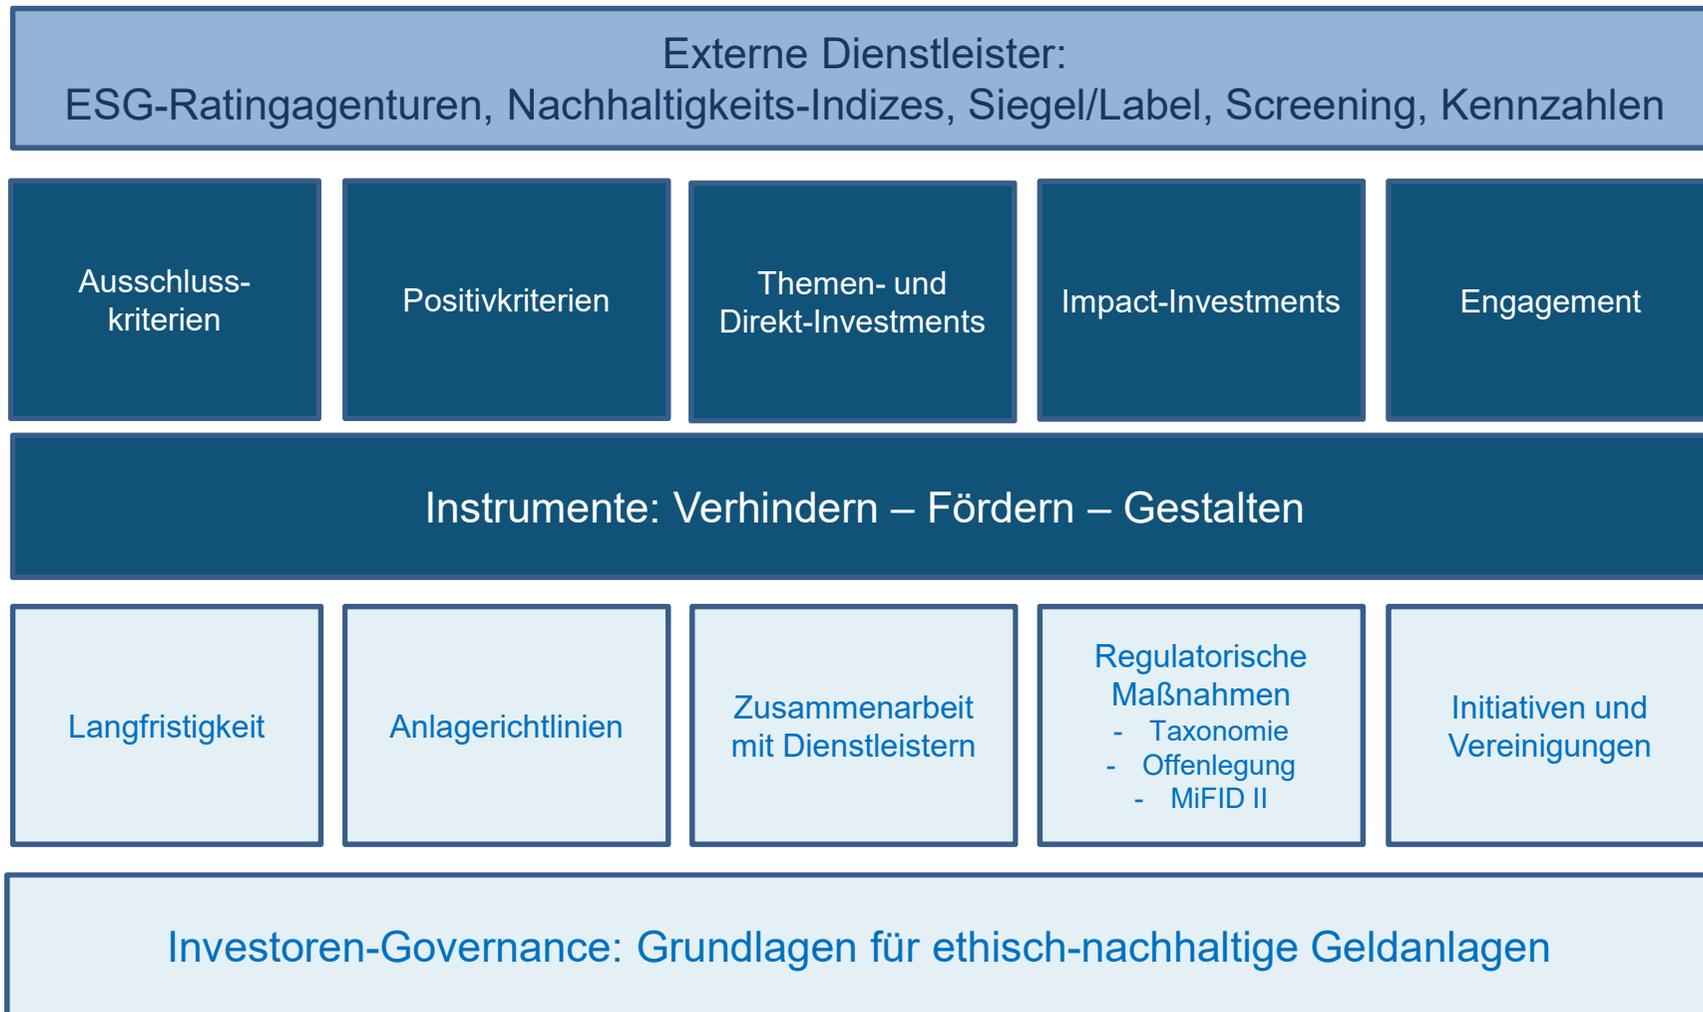 Externe Dienstleister:
ESG-Ratingagenturen, Nachhaltigkeits-Indizes, Siegel/Label, Screening, Kennzahlen
Ausschluss-
kriterien
Positivkriterien
Themen- und
Direkt-Investments
Impact-Investments
Engagement
Instrumente: Verhindern – Fördern – Gestalten
Langfristigkeit
Anlagerichtlinien
Zusammenarbeit
mit Dienstleistern
Regulatorische
Maßnahmen
- Taxonomie
- Offenlegung
- MiFID II
Initiativen und
Vereinigungen
Investoren-Governance: Grundlagen für ethisch-nachhaltige Geldanlagen